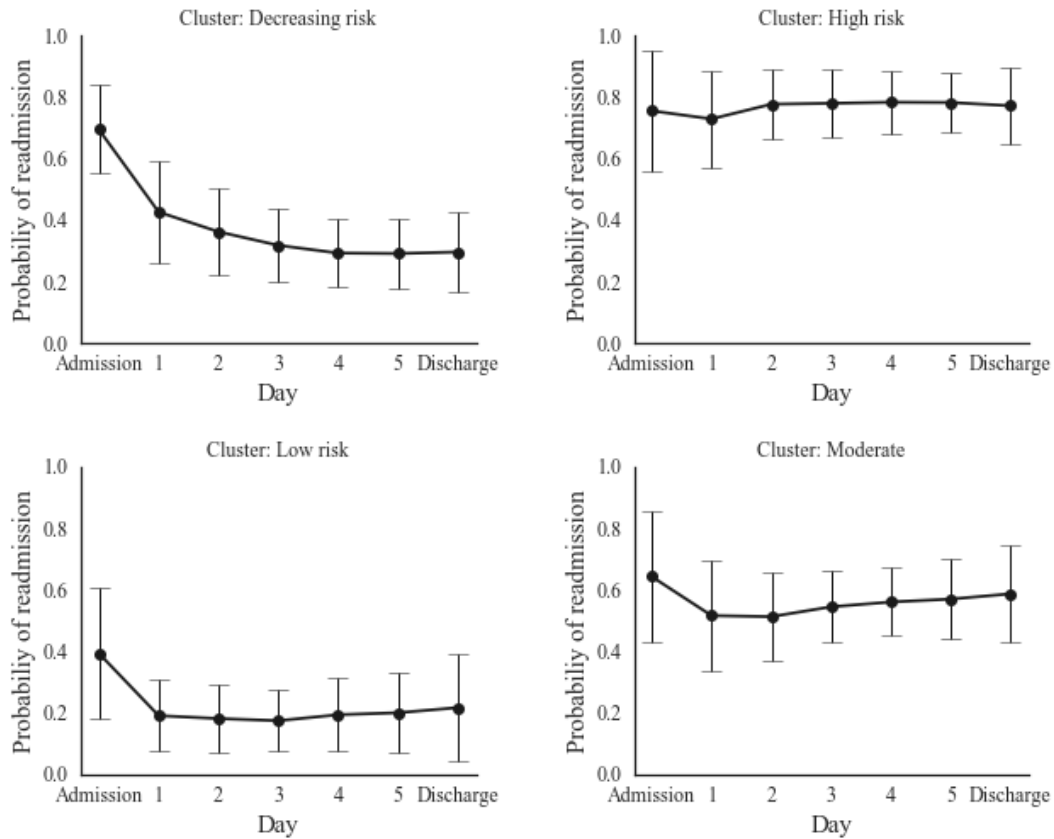 Cluster: Decreasing risk
Probabiliy of readmission
1.0
0.8
0.6
0.4
0.2
0.0
Admission 1 2 3 4 5 Discharge
Day
Cluster: High risk
Probabiliy of readmission
1.0
0.8
0.6
0.4
0.2
0.0
Admission 1 2 3 4 5 Discharge
Day
Cluster: Low risk
Probabiliy of readmission
1.0
0.8
0.6
0.4
0.2
0.0
Admission 1 2 3 4 5 Discharge
Day
Cluster: Moderate
Probabiliy of readmission
1.0
0.8
0.6
0.4
0.2
0.0
Admission 1 2 3 4 5 Discharge
Day